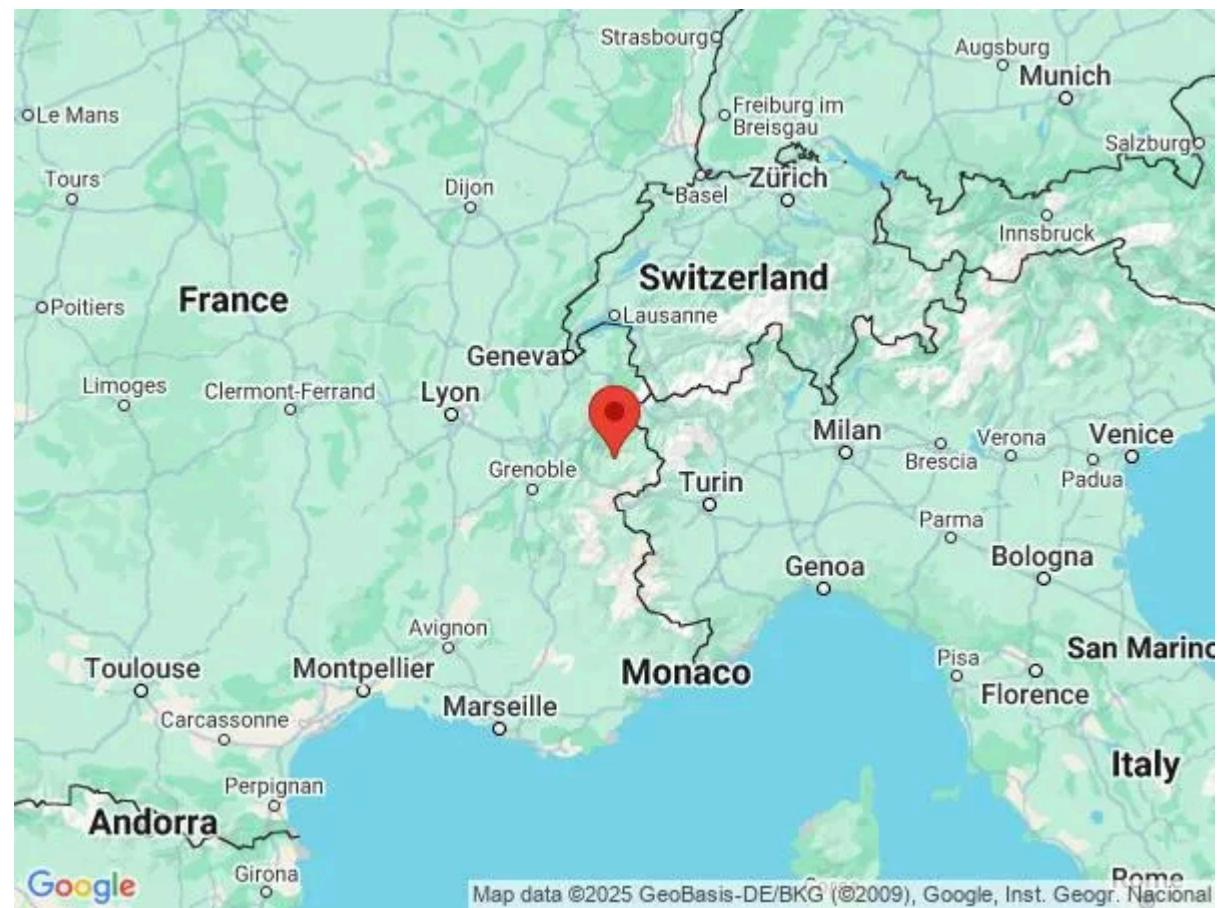 Strasbourg
Augsburg
Munich
Le Mans
Freiburg im
Breisgau
Salzburg
Tours
Dijon
Basel
Zürich
Innsbruck
Poitiers
France
Switzerland
Lausanne
Geneva
Limoges
Clermont-Ferrand
Lyon
Milan
Verona
Venice
Brescia
Padua
Grenoble
Turin
Parma
Bologna
Genoa
Avignon
Toulouse
Montpellier
Monaco
Pisa
San Marino
Florence
Marseille
Carcassonne
Italy
Perpignan
Andorra
Girona
Rome
Google
Map data ©2025 GeoBasis-DE/BKG (©2009), Google, Inst. Geogr. Nacional